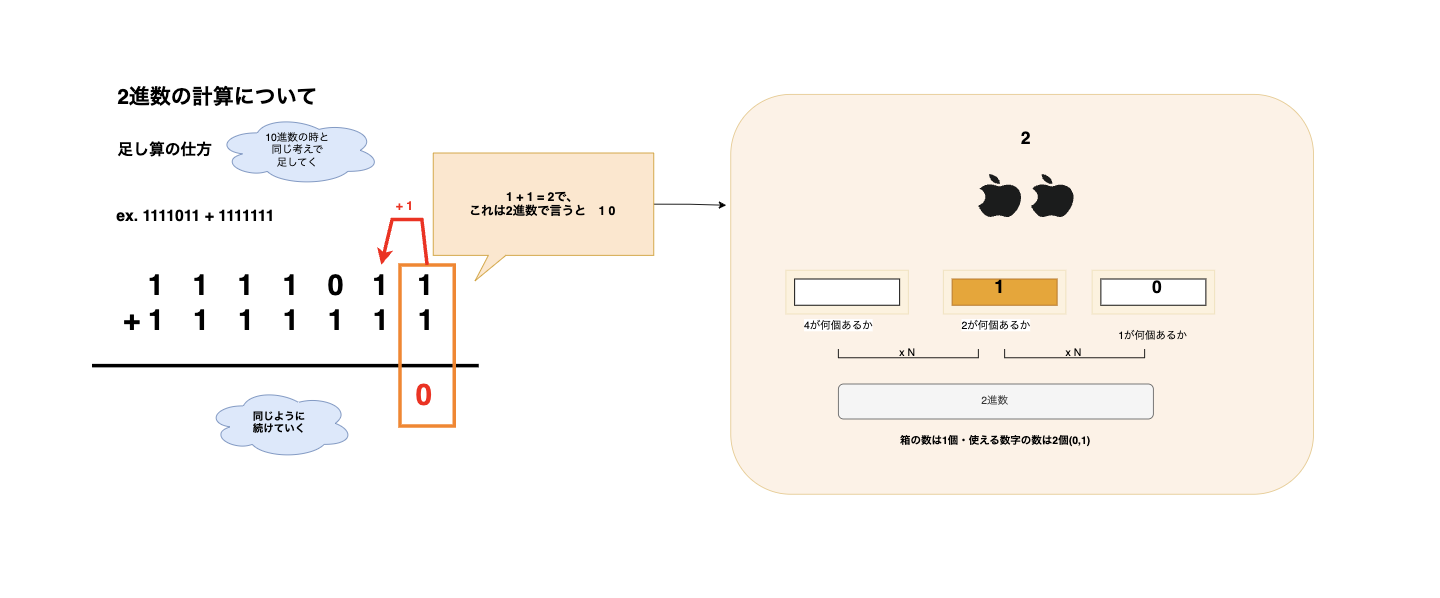 2進数の計算について
足し算の仕方
10進数の時と
同じ考えで
足してく
ex. 1111011 + 1111111
+ 1
1 1 1 1 0 1 1
+ 1 1 1 1 1 1 1
0
同じように
続けていく
1 + 1 = 2で、
これは2進数で言うと　1 0
2
1
0
4が何個あるか
2が何個あるか
1が何個あるか
x N
x N
2進数
箱の数は1個・使える数字の数は2個(0,1)